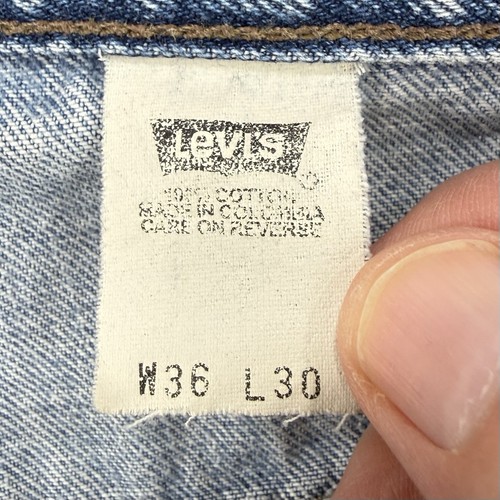 Levi's
100% COTTON
MADE IN COLOMBIA
CARE ON REVERSE
W36 L30